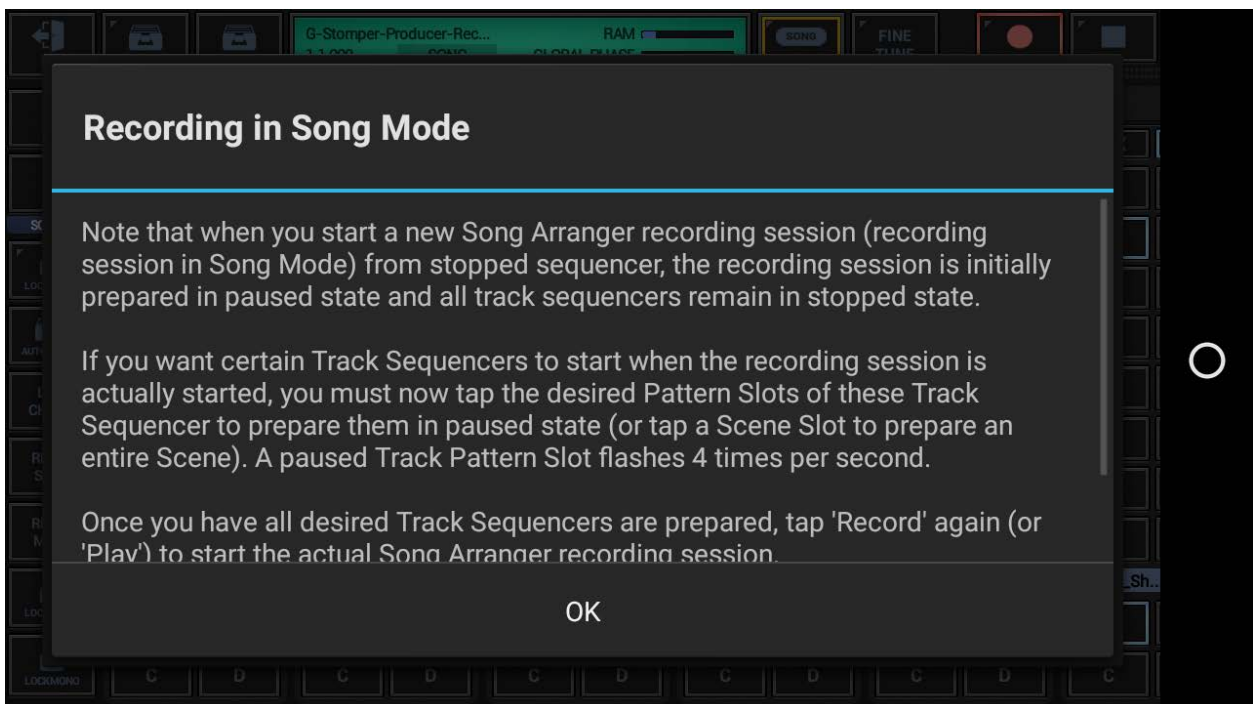 G-Stomper-Producer-Rec...
RAM
SONG
GLOBAL PHASE
SONG
FINE
TUNE
Recording in Song Mode
Note that when you start a new Song Arranger recording (recording
session in Song Mode) from stopped sequencer, the recording session is initially
prepared in paused state and all track sequencers remain in stopped state.
If you want certain Track Sequencers to start when the recording session is
actually started, you must now tap the desired Pattern Slots of these Track
Sequencer to prepare them in paused state (or tap a Scene Slot to prepare an
entire Scene). A paused Track Pattern Slot flashes 4 times per second.
Once you have all desired Track Sequencers are prepared, tap 'Record' again (or
'Play') to start the actual Song Arranger recording session.
OK
_Sh..
LOCKMONO
C
D
C
D
C
D
C
D
C
D
C